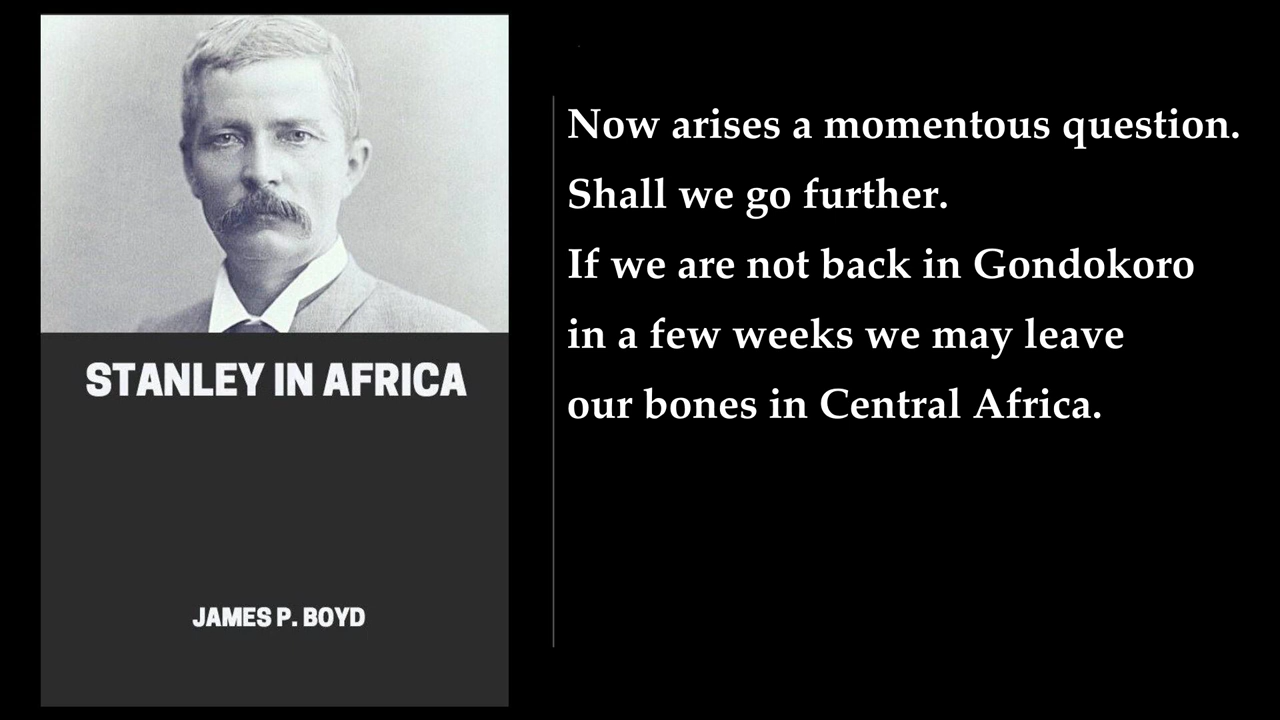 STANLEY IN AFRICA
JAMES P. BOYD
Now arises a momentous question.
Shall we go further.
If we are not back in Gondokoro
in a few weeks we may leave
our bones in Central Africa.